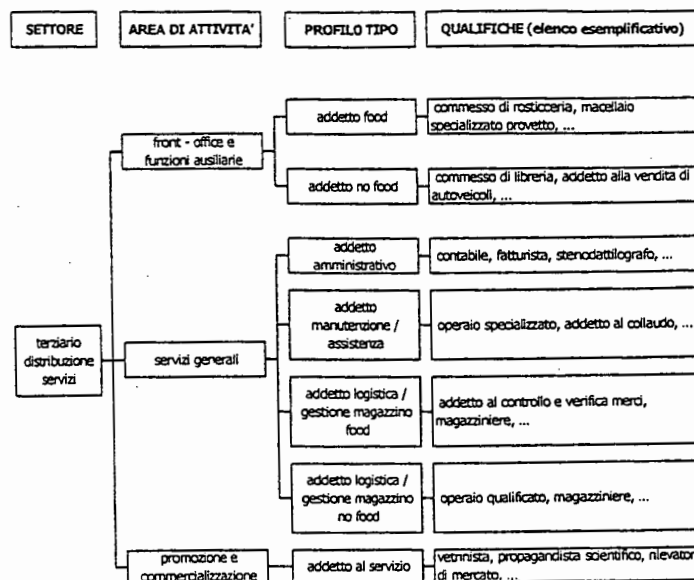 SETTORE
AREA DI ATTIVITA'
PROFILO TIPO
QUALIFICHE (elenco esemplificativo)
terziario
distribuzione
servizi
front - office e
funzioni ausiliarie
addetto food
commesso di rosticceria, macellaio
specializzato provetto, ...
addetto no food
commesso di libreria, addetto alla vendita di
autoveicoli, ...
servizi generali
addetto
amministrativo
contabile, fatturista, stenodattilografo, ...
addetto
manutenzione /
assistenza
operaio specializzato, addetto al collaudo, ...
addetto logistica /
gestione magazzino
food
addetto al controllo e verifica merci,
magazziniere, ...
addetto logistica /
gestione magazzino
no food
operaio qualificato, magazziniere, ...
promozione e
commercializzazione
addetto al servizio
vetrinista, propagandista scientifico, rilevatore
di mercato, ...